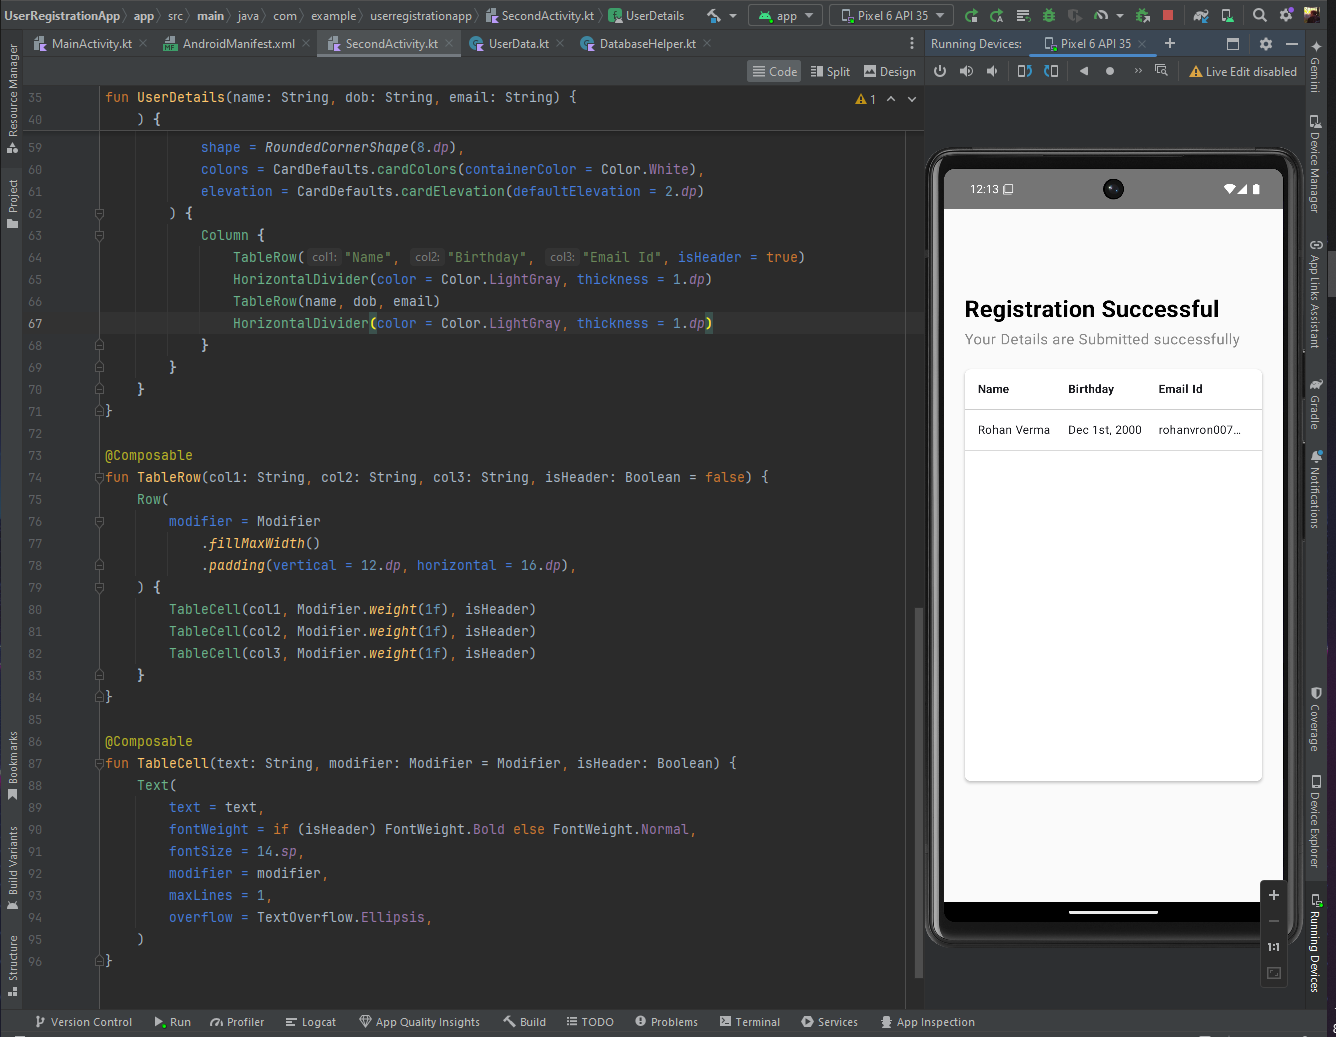 UserRegistrationApp app src main java com example userregistrationapp SecondActivity.kt UserDetails app Pixel 6 API 35
MainActivity.kt AndroidManifest.xml SecondActivity.kt UserData.kt DatabaseHelper.kt Running Devices: Pixel 6 API 35
Code Split Design Live Edit disabled
Resource Manager
Project
Bookmarks
Build Variants
Structure
35 fun UserDetails(name: String, dob: String, email: String) { 1
40 ) {
59 shape = RoundedCornerShape(8.dp),
60 colors = CardDefaults.cardColors(containerColor = Color.White),
61 elevation = CardDefaults.cardElevation(defaultElevation = 2.dp)
62 ) {
63 Column {
64 TableRow( col1: "Name", col2: "Birthday", col3: "Email Id", isHeader = true)
65 HorizontalDivider(color = Color.LightGray, thickness = 1.dp)
66 TableRow(name, dob, email)
67 HorizontalDivider(color = Color.LightGray, thickness = 1.dp)
68 }
69 }
70 }
71 }
72
73 @Composable
74 fun TableRow(col1: String, col2: String, col3: String, isHeader: Boolean = false) {
75 Row(
76 modifier = Modifier
77 .fillMaxWidth()
78 .padding(vertical = 12.dp, horizontal = 16.dp),
79 ) {
80 TableCell(col1, Modifier.weight(1f), isHeader)
81 TableCell(col2, Modifier.weight(1f), isHeader)
82 TableCell(col3, Modifier.weight(1f), isHeader)
83 }
84 }
85
86 @Composable
87 fun TableCell(text: String, modifier: Modifier = Modifier, isHeader: Boolean) {
88 Text(
89 text = text,
90 fontWeight = if (isHeader) FontWeight.Bold else FontWeight.Normal,
91 fontSize = 14.sp,
92 modifier = modifier,
93 maxLines = 1,
94 overflow = TextOverflow.Ellipsis,
95 )
96 }
12:13
Registration Successful
Your Details are Submitted successfully
Name Birthday Email Id
Rohan Verma Dec 1st, 2000 rohanvron007...
1:1
Gemini
Device Manager
App Links Assistant
Gradle
Notifications
Coverage
Device Explorer
Running Devices
Version Control Run Profiler Logcat App Quality Insights Build TODO Problems Terminal Services App Inspection